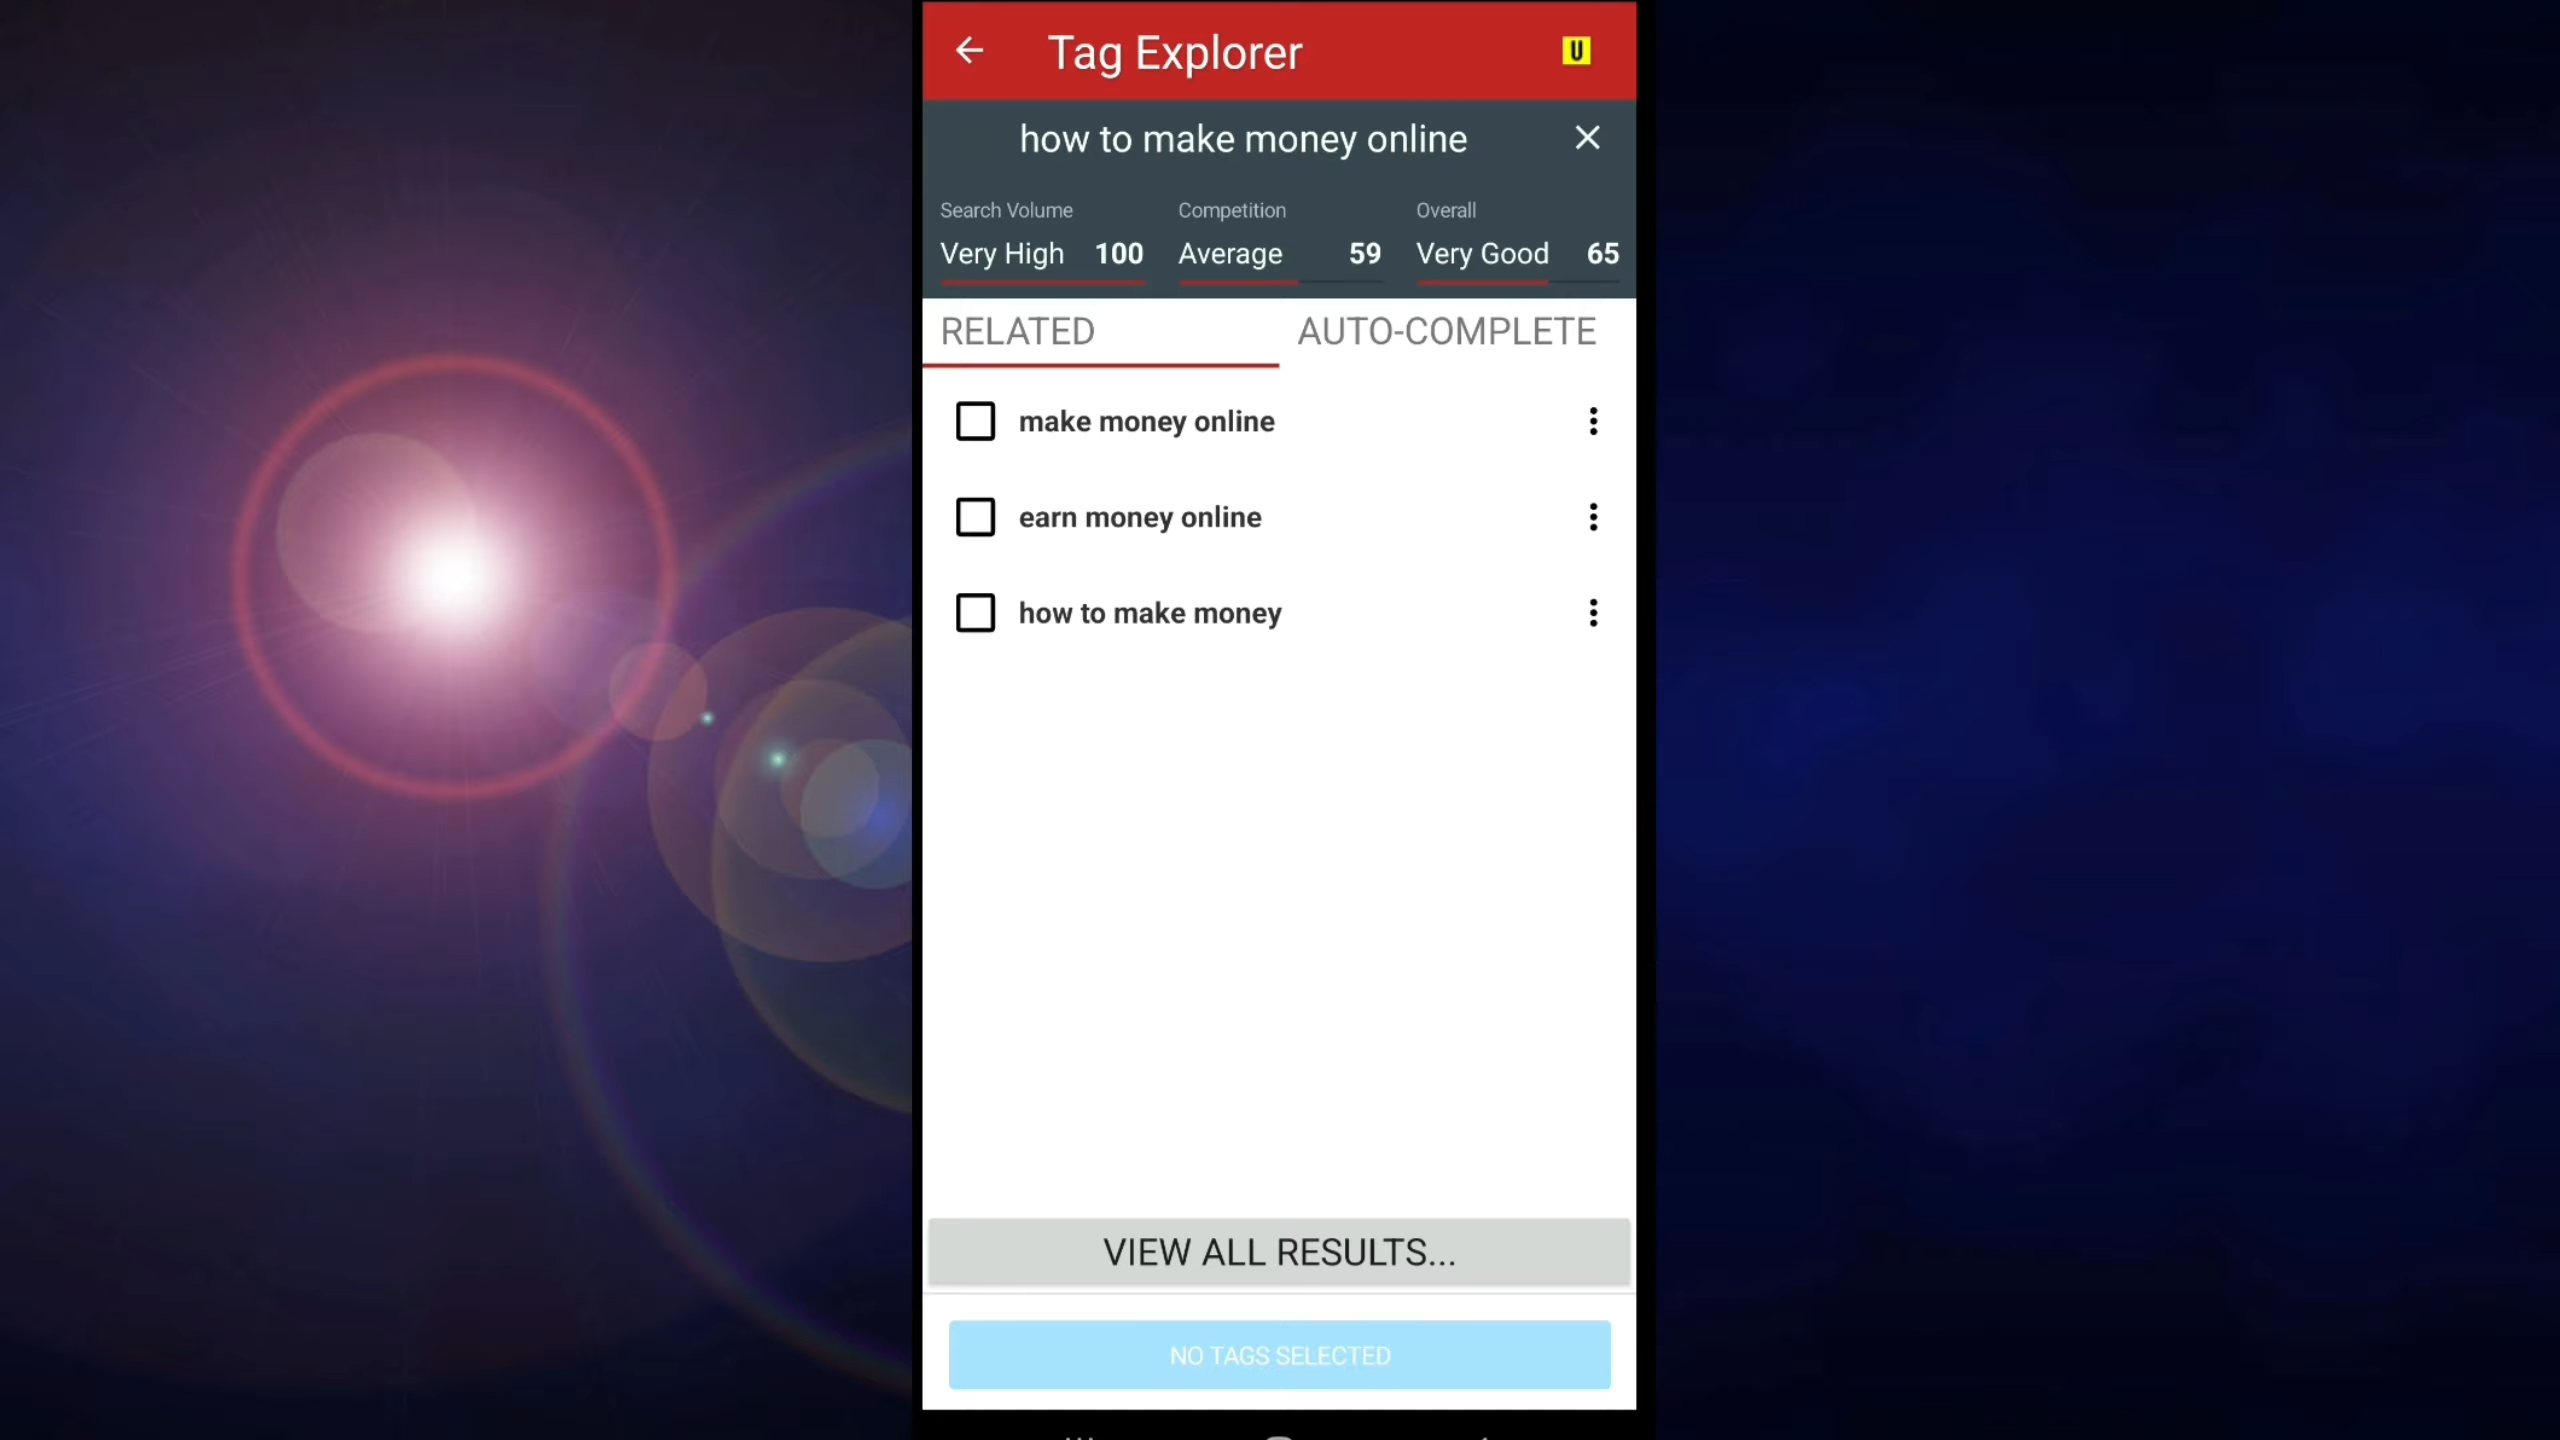 Tag Explorer
U
how to make money online
Search Volume Competition Overall
Very High 100 Average 59 Very Good 65
RELATED AUTO-COMPLETE
make money online
earn money online
how to make money
VIEW ALL RESULTS...
NO TAGS SELECTED